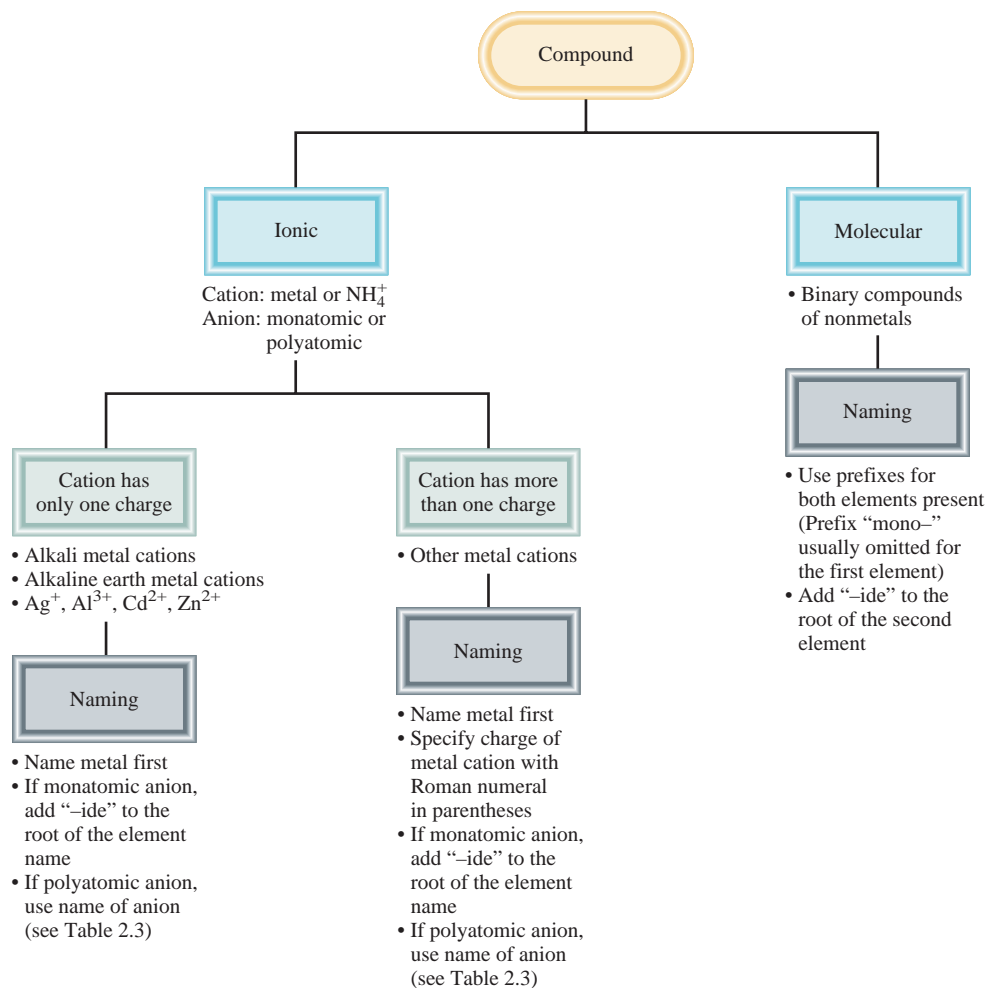 Compound
Ionic
Cation: metal or NH₄⁺
Anion: monatomic or
polyatomic
Cation has
only one charge
• Alkali metal cations
• Alkaline earth metal cations
• Ag⁺, Al³⁺, Cd²⁺, Zn²⁺
Naming
• Name metal first
• If monatomic anion,
add “–ide” to the
root of the element
name
• If polyatomic anion,
use name of anion
(see Table 2.3)
Cation has more
than one charge
• Other metal cations
Naming
• Name metal first
• Specify charge of
metal cation with
Roman numeral
in parentheses
• If monatomic anion,
add “–ide” to the
root of the element
name
• If polyatomic anion,
use name of anion
(see Table 2.3)
Molecular
• Binary compounds
of nonmetals
Naming
• Use prefixes for
both elements present
(Prefix “mono–”
usually omitted for
the first element)
• Add “–ide” to the
root of the second
element